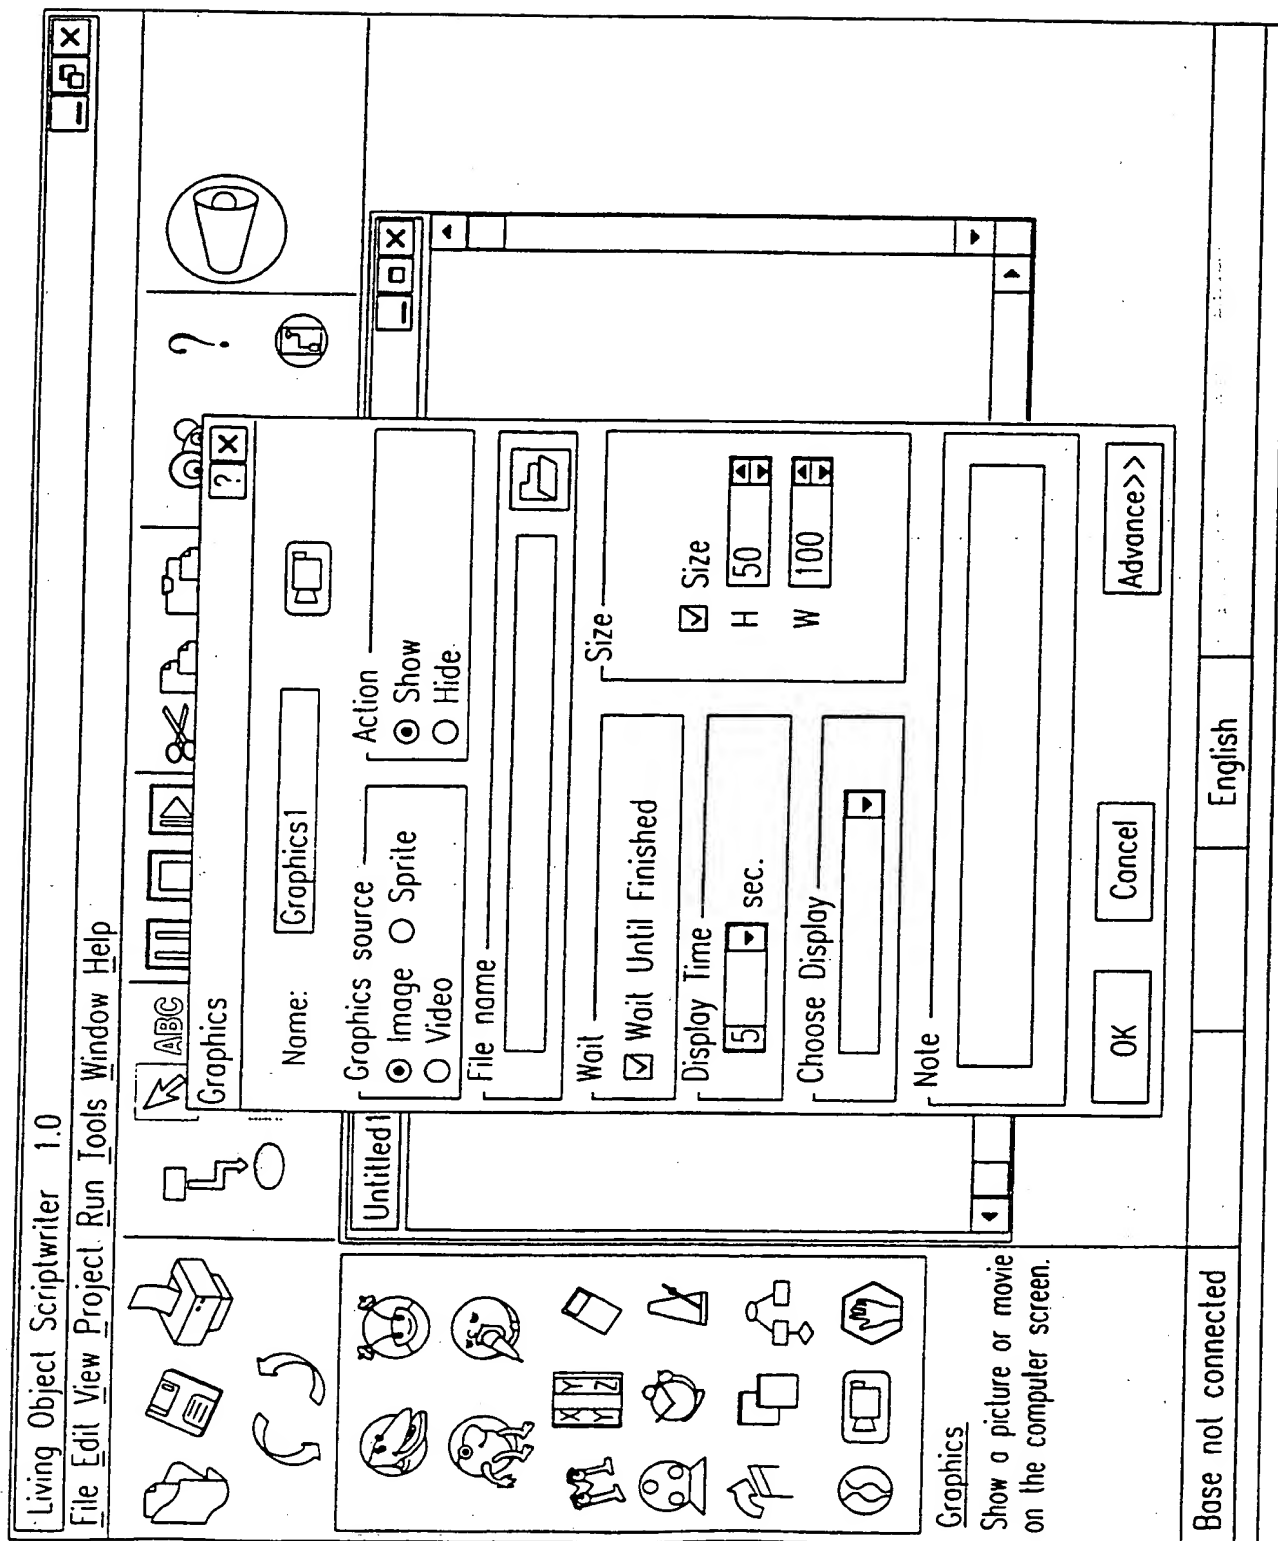 Living Object Scriptwriter 1.0
File Edit View Project Run Tools Window Help
ABC
?
Untitled1
Graphics
?
Name: Graphics1
Graphics source
Image Sprite
Video
Action
Show
Hide
File name
Wait
Wait Until Finished
Display Time
5 sec.
Choose Display
Size
Size
H 50
W 100
Note
OK Cancel Advance>>
X Y
Y Z
Graphics
Show a picture or movie
on the computer screen.
Base not connected English